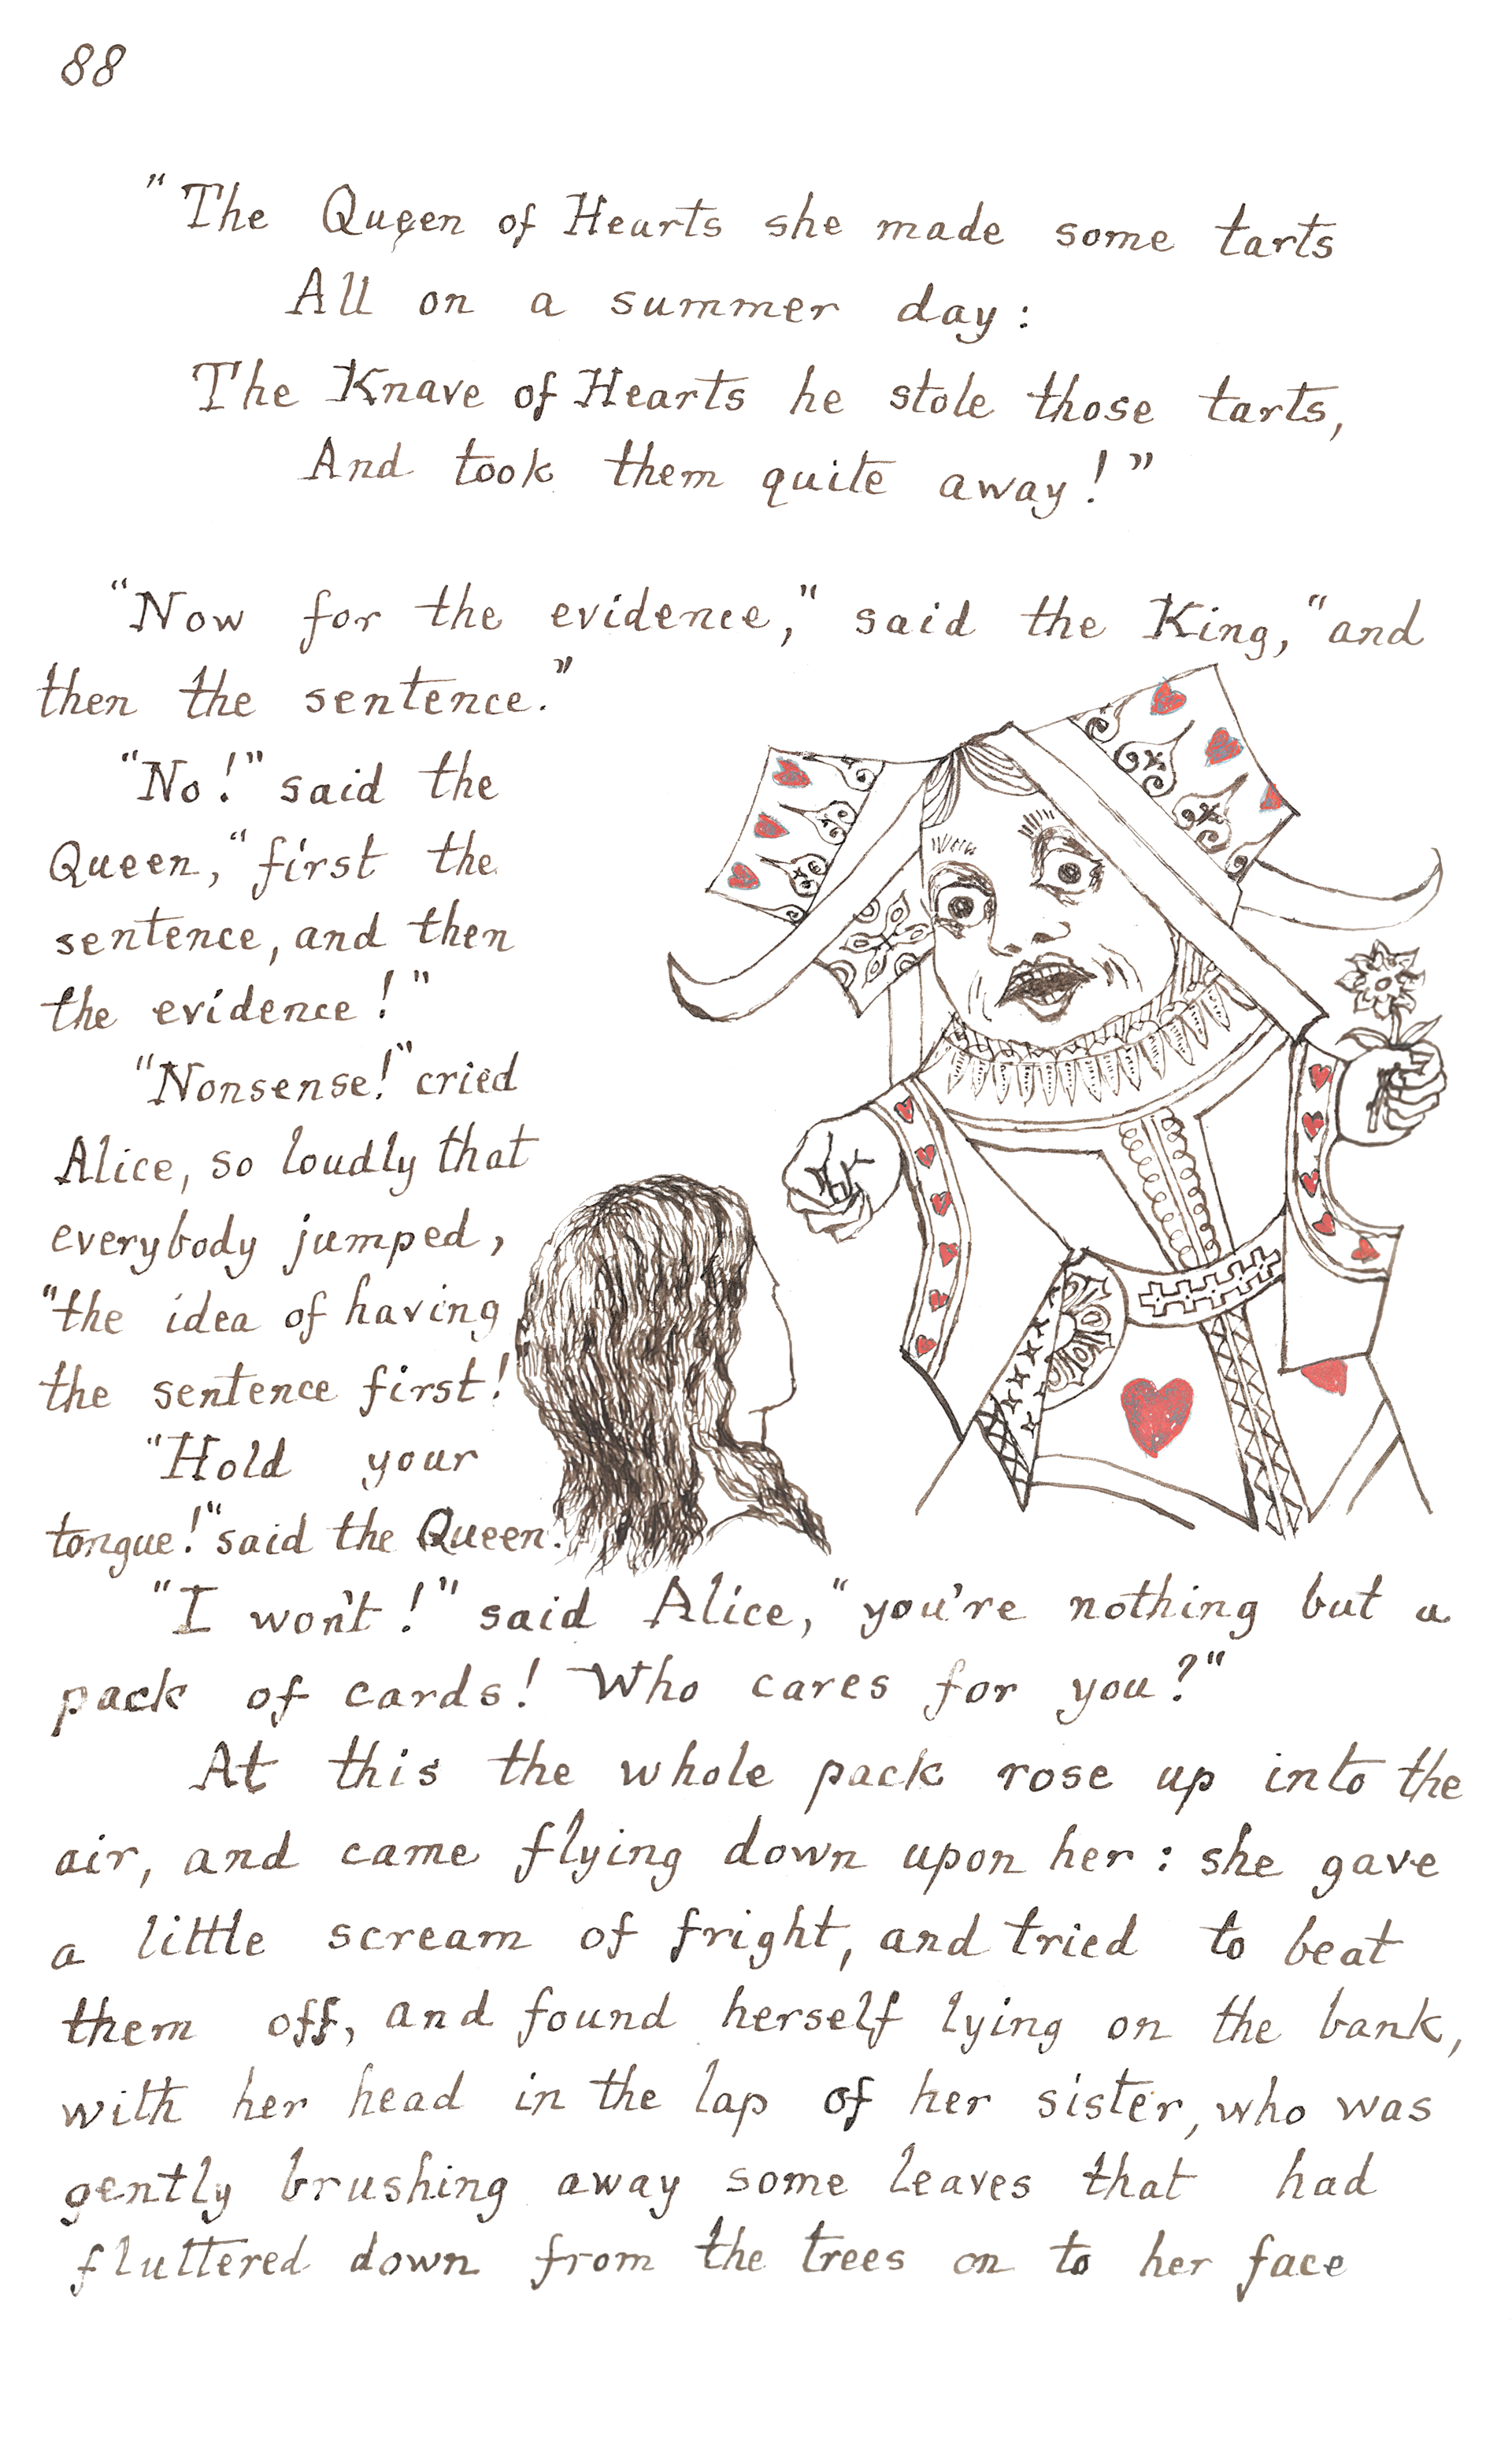 88
"The Queen of Hearts she made some tarts
All on a summer day:
The Knave of Hearts he stole those tarts,
And took them quite away!"
"Now for the evidence," said the King, "and
then the sentence."
"No!" said the
Queen, "first the
sentence, and then
the evidence!"
"Nonsense!" cried
Alice, so loudly that
everybody jumped,
"the idea of having
the sentence first!"
"Hold your
tongue!" said the Queen.
"I won't!" said Alice, "you're nothing but a
pack of cards! Who cares for you?"
At this the whole pack rose up into the
air, and came flying down upon her: she gave
a little scream of fright, and tried to beat
them off, and found herself lying on the bank,
with her head in the lap of her sister, who was
gently brushing away some leaves that had
fluttered down from the trees on to her face